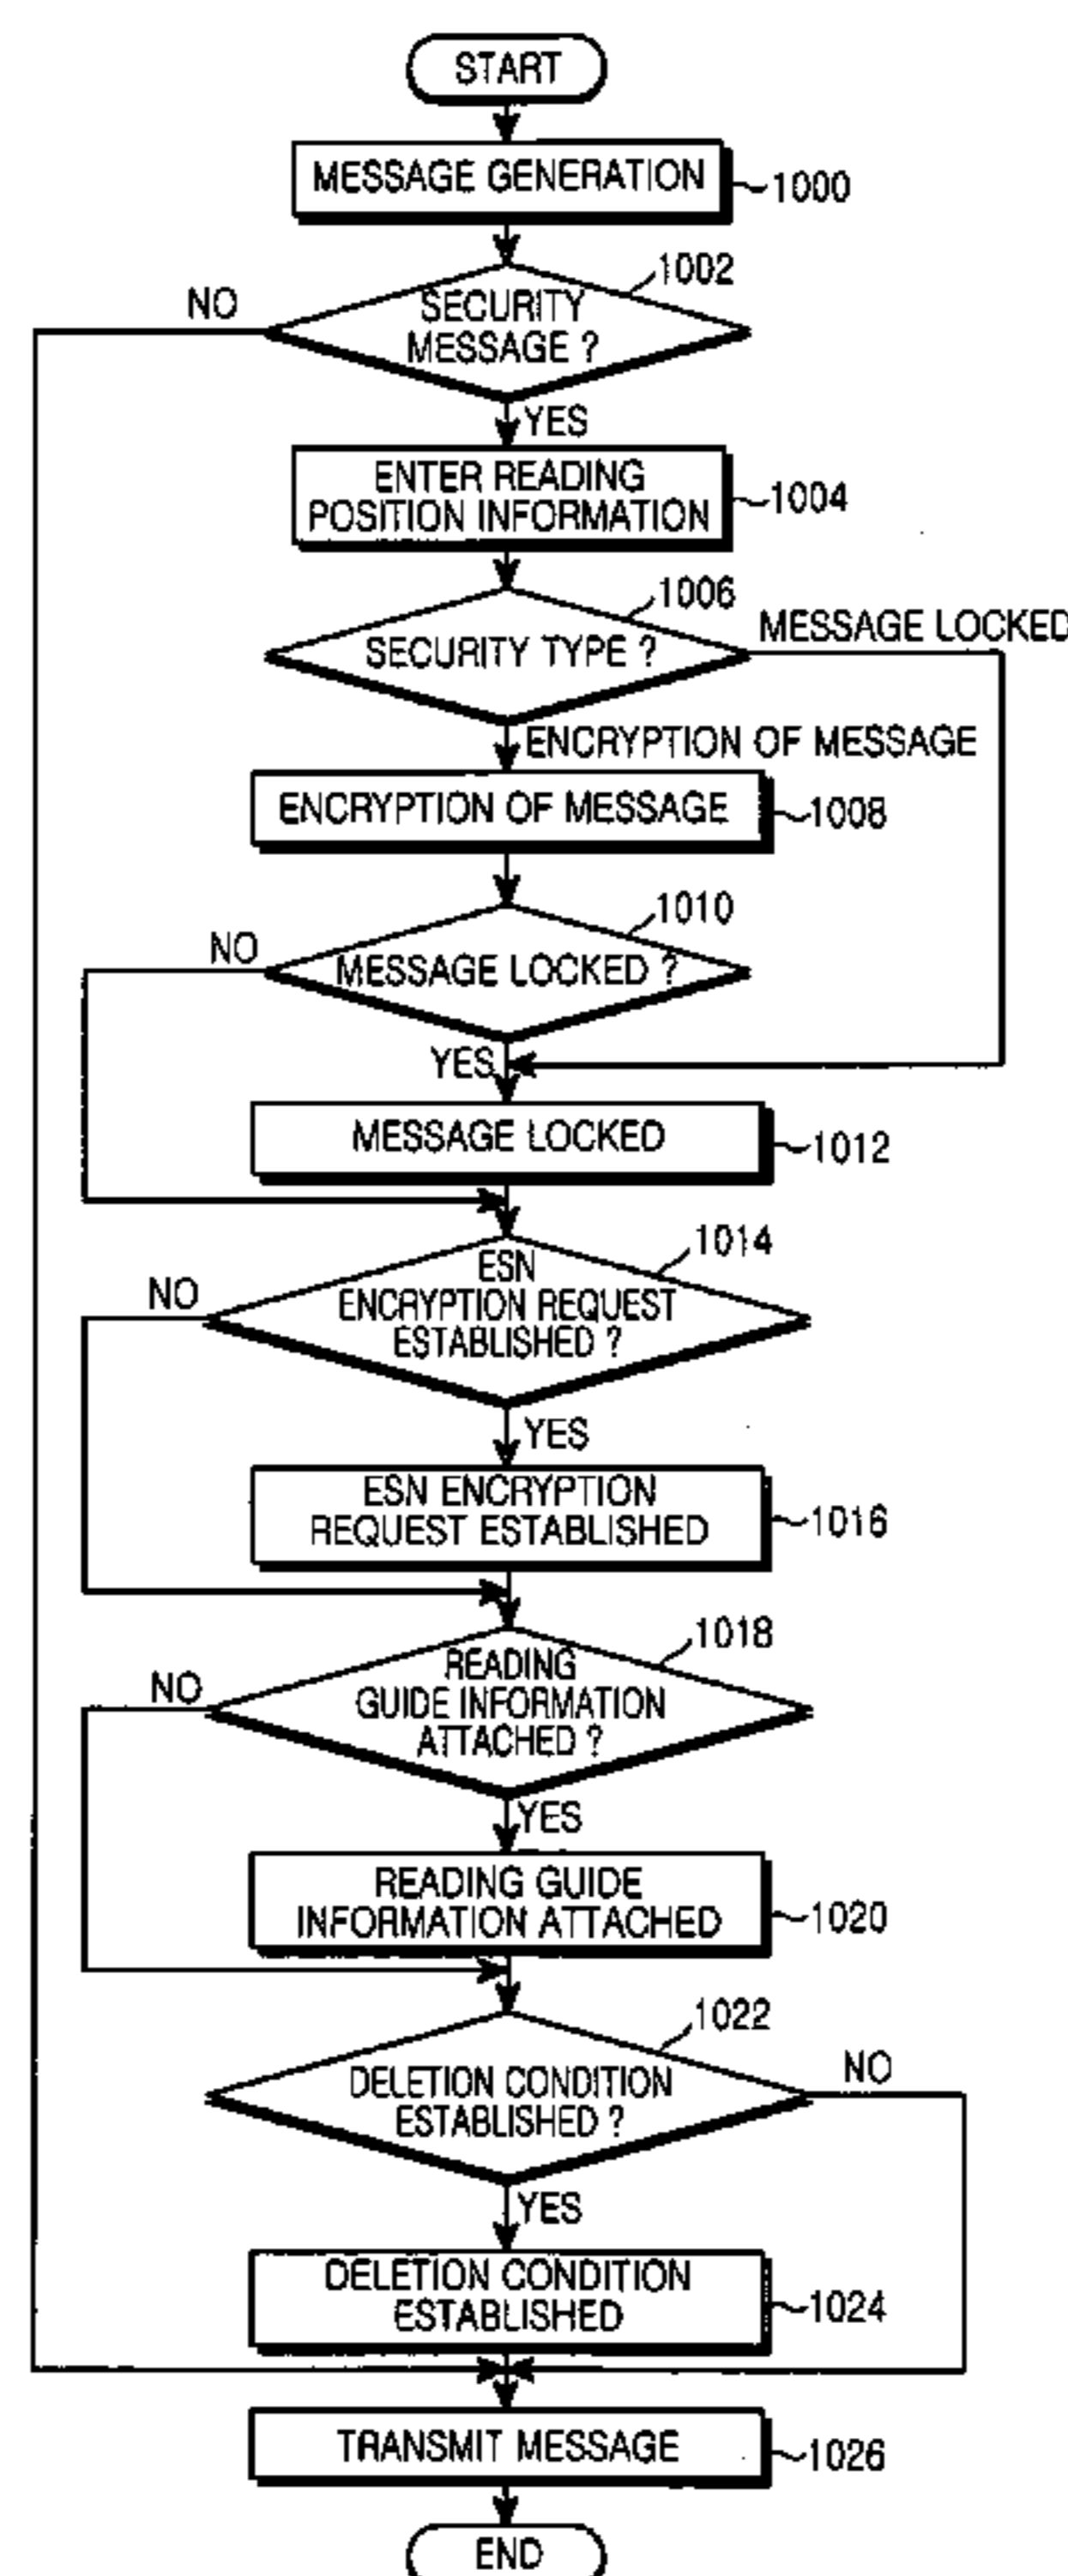 START
MESSAGE GENERATION
1000
1002
NO
SECURITY
MESSAGE ?
YES
ENTER READING
POSITION INFORMATION
1004
1006
MESSAGE LOCKED
SECURITY TYPE ?
ENCRYPTION OF MESSAGE
ENCRYPTION OF MESSAGE
1008
1010
NO
MESSAGE LOCKED ?
YES
MESSAGE LOCKED
1012
1014
NO
ESN
ENCRYPTION REQUEST
ESTABLISHED ?
YES
ESN ENCRYPTION
REQUEST ESTABLISHED
1016
1018
NO
READING
GUIDE INFORMATION
ATTACHED ?
YES
READING GUIDE
INFORMATION ATTACHED
1020
1022
NO
DELETION CONDITION
ESTABLISHED ?
YES
DELETION CONDITION
ESTABLISHED
1024
TRANSMIT MESSAGE
1026
END